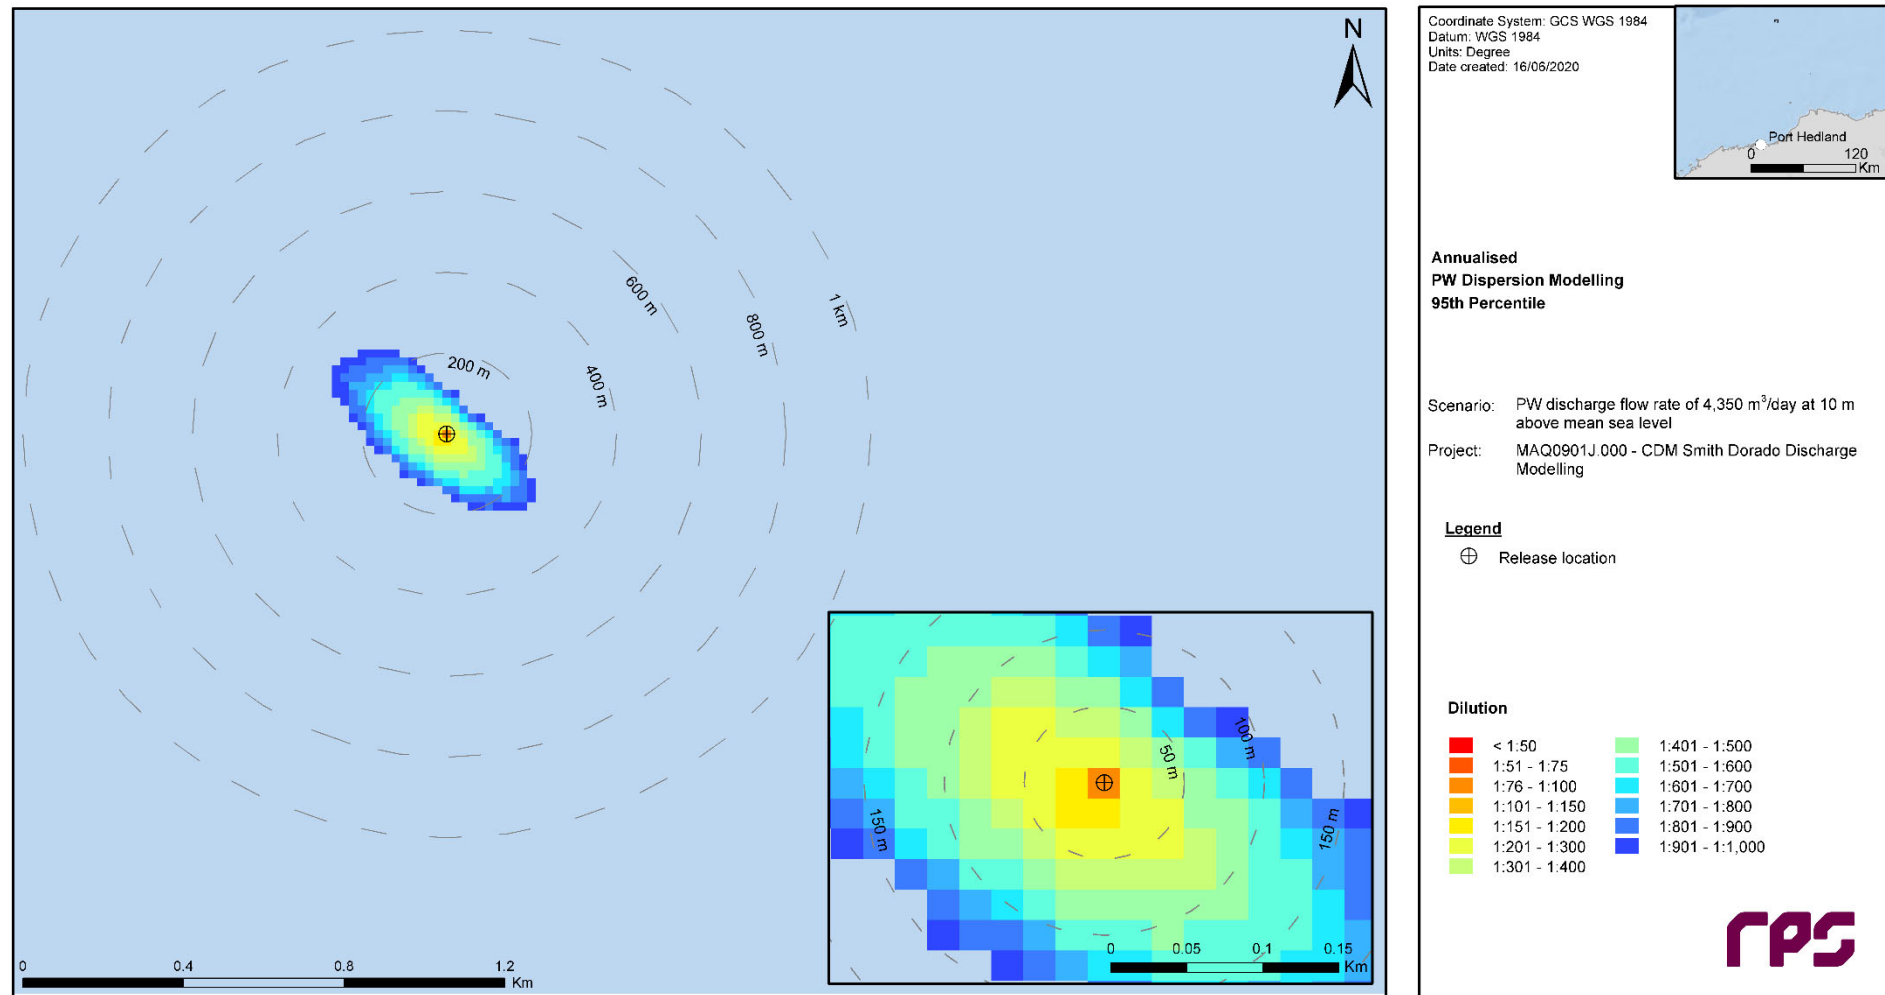 N
200 m
400 m
600 m
800 m
1 km
0 0.4 0.8 1.2
Km
50 m
100 m
150 m
150 m
0 0.05 0.1 0.15
Km
Coordinate System: GCS WGS 1984
Datum: WGS 1984
Units: Degree
Date created: 16/06/2020
Port Hedland
0 120
Km
Annualised
PW Dispersion Modelling
95th Percentile
Scenario: PW discharge flow rate of 4,350 m³/day at 10 m
above mean sea level
Project: MAQ0901J.000 - CDM Smith Dorado Discharge
Modelling
Legend
Release location
Dilution
< 1:50
1:51 - 1:75
1:76 - 1:100
1:101 - 1:150
1:151 - 1:200
1:201 - 1:300
1:301 - 1:400
1:401 - 1:500
1:501 - 1:600
1:601 - 1:700
1:701 - 1:800
1:801 - 1:900
1:901 - 1:1,000
rps